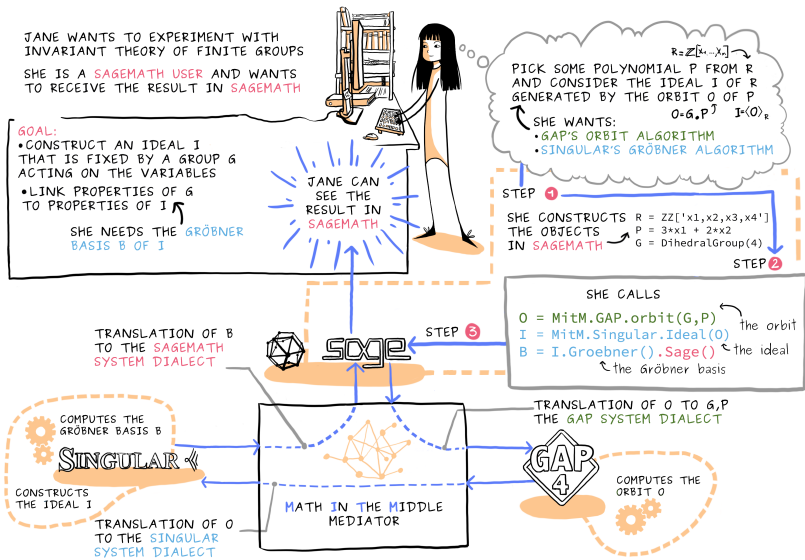 JANE WANTS TO EXPERIMENT WITH
INVARIANT THEORY OF FINITE GROUPS
SHE IS A SAGEMATH USER AND WANTS
TO RECEIVE THE RESULT IN SAGEMATH
GOAL:
•CONSTRUCT AN IDEAL I
THAT IS FIXED BY A GROUP G
ACTING ON THE VARIABLES
•LINK PROPERTIES OF G
TO PROPERTIES OF I
SHE NEEDS THE GRÖBNER
BASIS B OF I
JANE CAN
SEE THE
RESULT IN
SAGEMATH
R=ℤ[x₁...xₙ]
PICK SOME POLYNOMIAL P FROM R
AND CONSIDER THE IDEAL I OF R
GENERATED BY THE ORBIT O OF P
O=G.P I=⟨O⟩R
SHE WANTS:
•GAP'S ORBIT ALGORITHM
•SINGULAR'S GRÖBNER ALGORITHM
STEP 1
SHE CONSTRUCTS
THE OBJECTS
IN SAGEMATH
R = ZZ['x1,x2,x3,x4']
P = 3*x1 + 2*x2
G = DihedralGroup(4)
STEP 2
SHE CALLS
O = MitM.GAP.orbit(G,P)
I = MitM.Singular.Ideal(O)
B = I.Groebner().Sage()
the orbit
the ideal
the Gröbner basis
STEP 3
sage
TRANSLATION OF B
TO THE SAGEMATH
SYSTEM DIALECT
COMPUTES THE
GRÖBNER BASIS B
SINGULAR
CONSTRUCTS
THE IDEAL I
TRANSLATION OF O
TO THE SINGULAR
SYSTEM DIALECT
MATH IN THE MIDDLE
MEDIATOR
TRANSLATION OF O TO G,P
THE GAP SYSTEM DIALECT
GAP
4
COMPUTES THE
ORBIT O